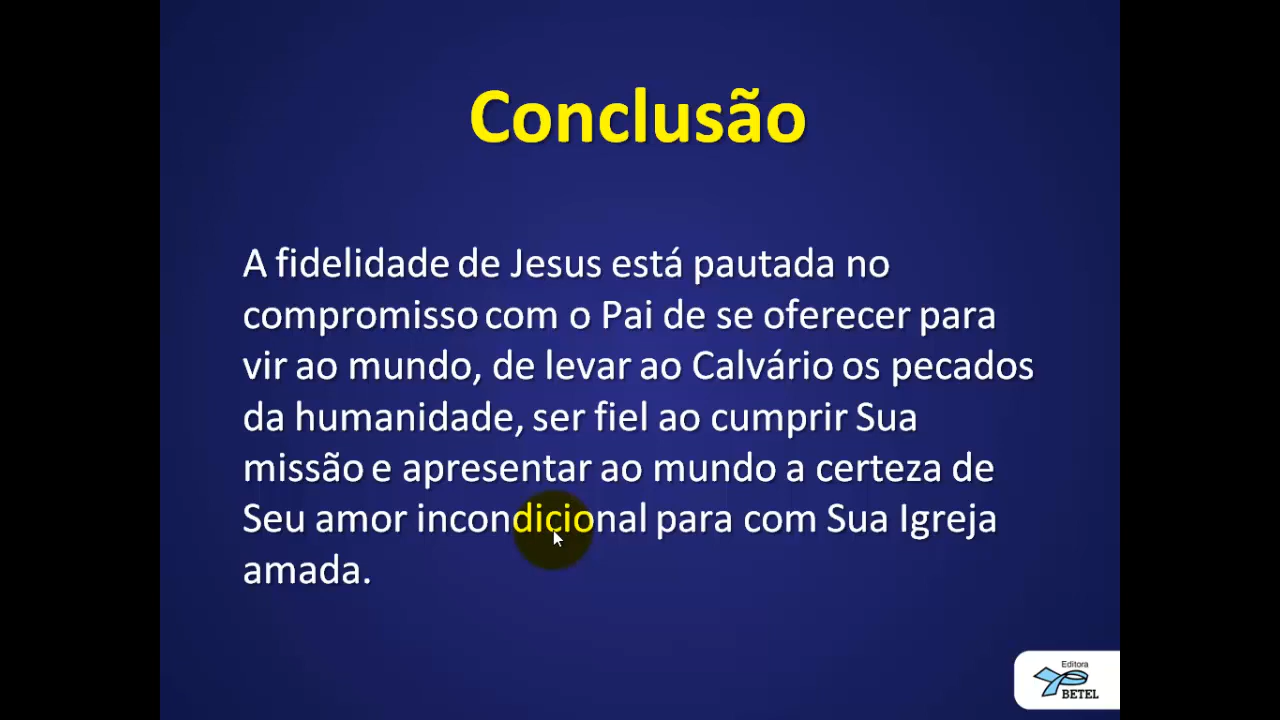 Conclusão
A fidelidade de Jesus está pautada no
compromisso com o Pai de se oferecer para
vir ao mundo, de levar ao Calvário os pecados
da humanidade, ser fiel ao cumprir Sua
missão e apresentar ao mundo a certeza de
Seu amor incondicional para com Sua Igreja
amada.
Editora
BETEL